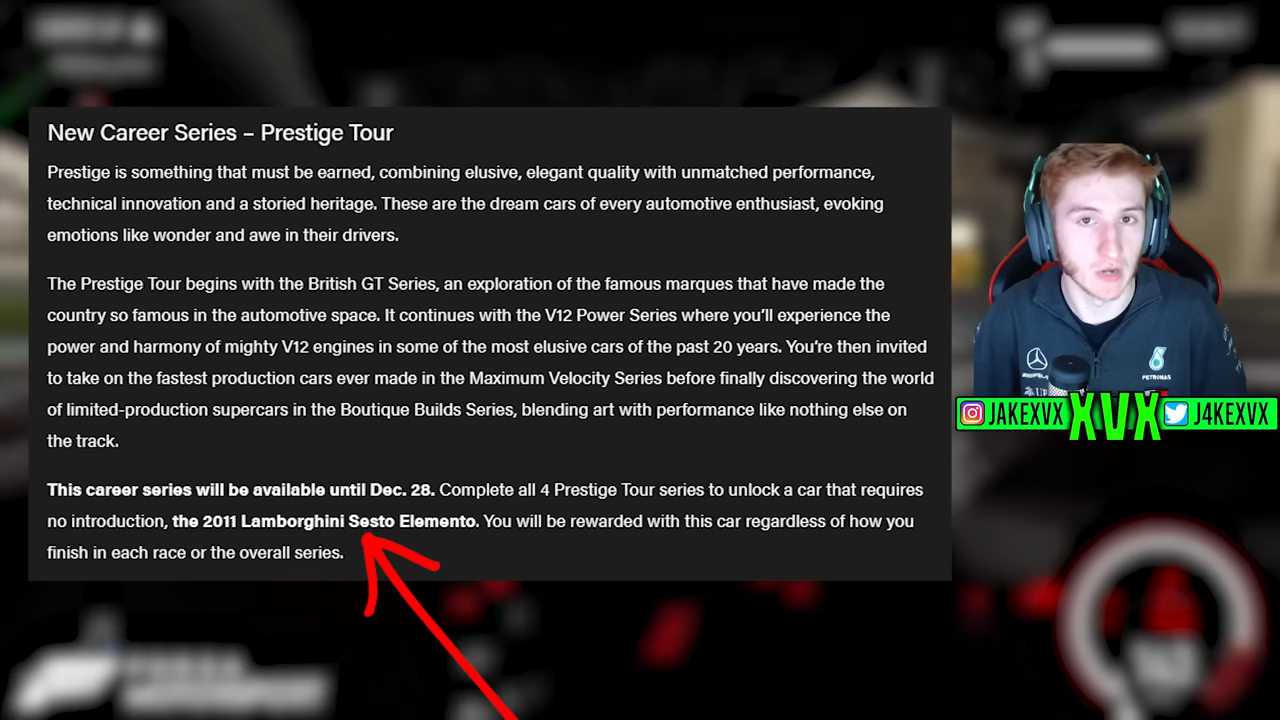 New Career Series – Prestige Tour
Prestige is something that must be earned, combining elusive, elegant quality with unmatched performance,
technical innovation and a storied heritage. These are the dream cars of every automotive enthusiast, evoking
emotions like wonder and awe in their drivers.
The Prestige Tour begins with the British GT Series, an exploration of the famous marques that have made the
country so famous in the automotive space. It continues with the V12 Power Series where you’ll experience the
power and harmony of mighty V12 engines in some of the most elusive cars of the past 20 years. You’re then invited
to take on the fastest production cars ever made in the Maximum Velocity Series before finally discovering the world
of limited-production supercars in the Boutique Builds Series, blending art with performance like nothing else on
the track.
This career series will be available until Dec. 28. Complete all 4 Prestige Tour series to unlock a car that requires
no introduction, the 2011 Lamborghini Sesto Elemento. You will be rewarded with this car regardless of how you
finish in each race or the overall series.
PETRONAS
JAKEXVX XVX J4KEXVX